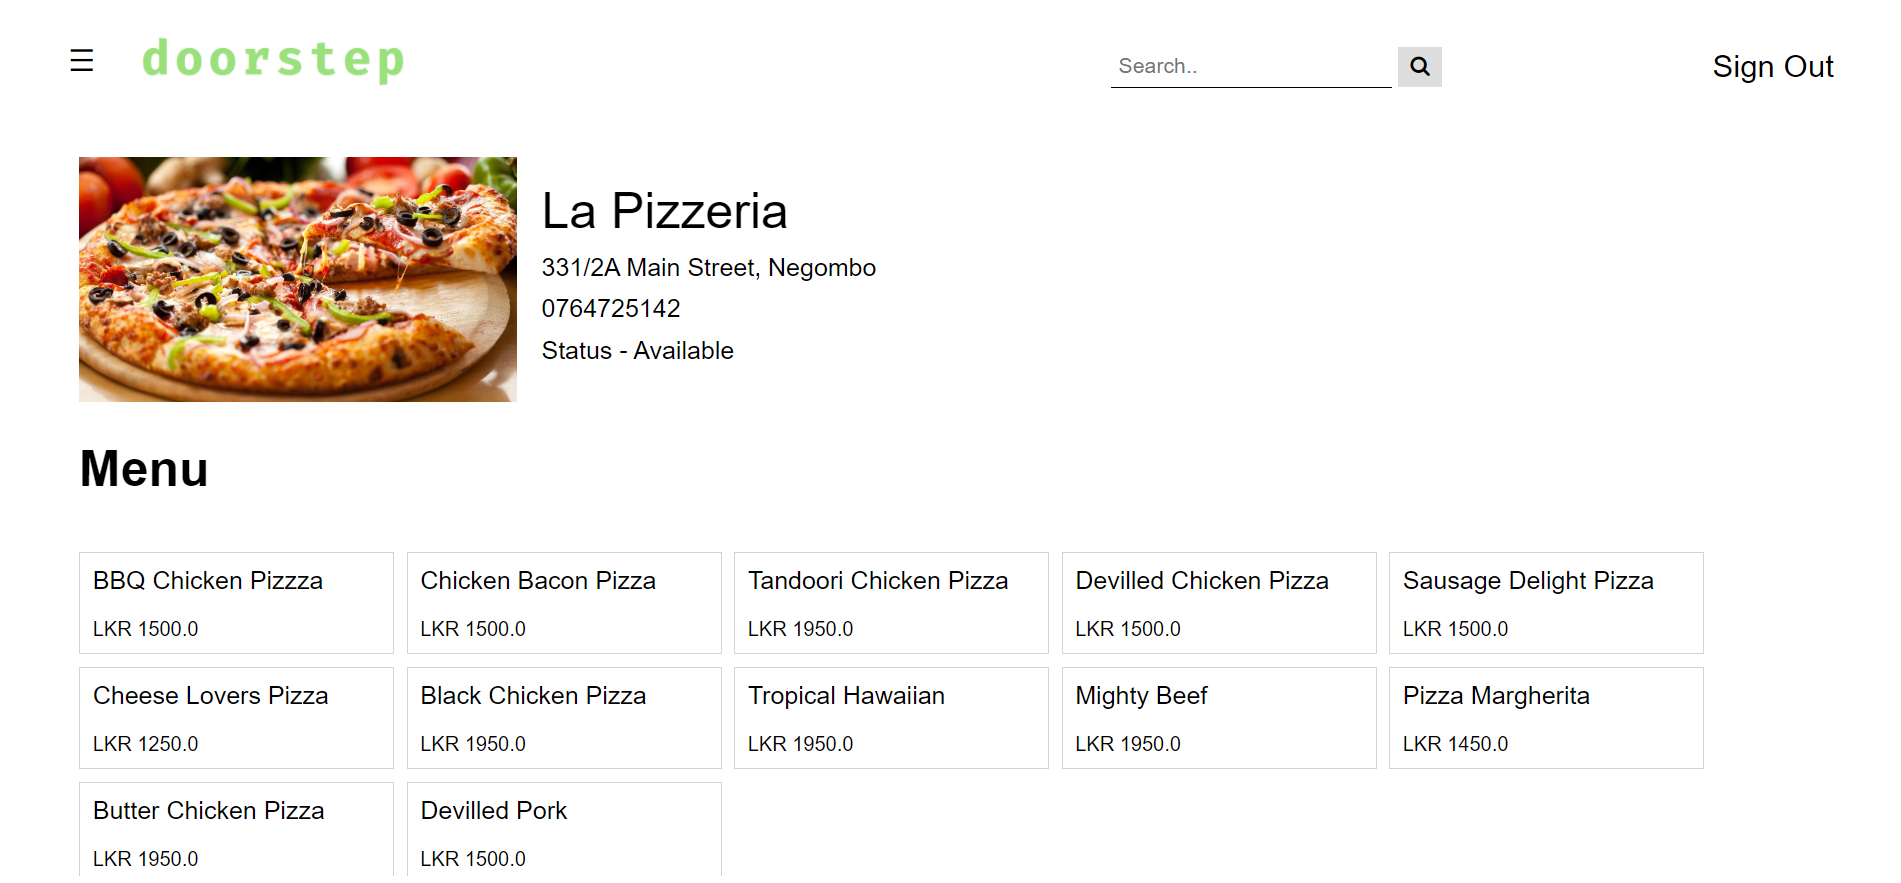 ☰ doorstep
Search..
Sign Out
La Pizzeria
331/2A Main Street, Negombo
0764725142
Status - Available
Menu
BBQ Chicken Pizzza
LKR 1500.0
Chicken Bacon Pizza
LKR 1500.0
Tandoori Chicken Pizza
LKR 1950.0
Devilled Chicken Pizza
LKR 1500.0
Sausage Delight Pizza
LKR 1500.0
Cheese Lovers Pizza
LKR 1250.0
Black Chicken Pizza
LKR 1950.0
Tropical Hawaiian
LKR 1950.0
Mighty Beef
LKR 1950.0
Pizza Margherita
LKR 1450.0
Butter Chicken Pizza
LKR 1950.0
Devilled Pork
LKR 1500.0